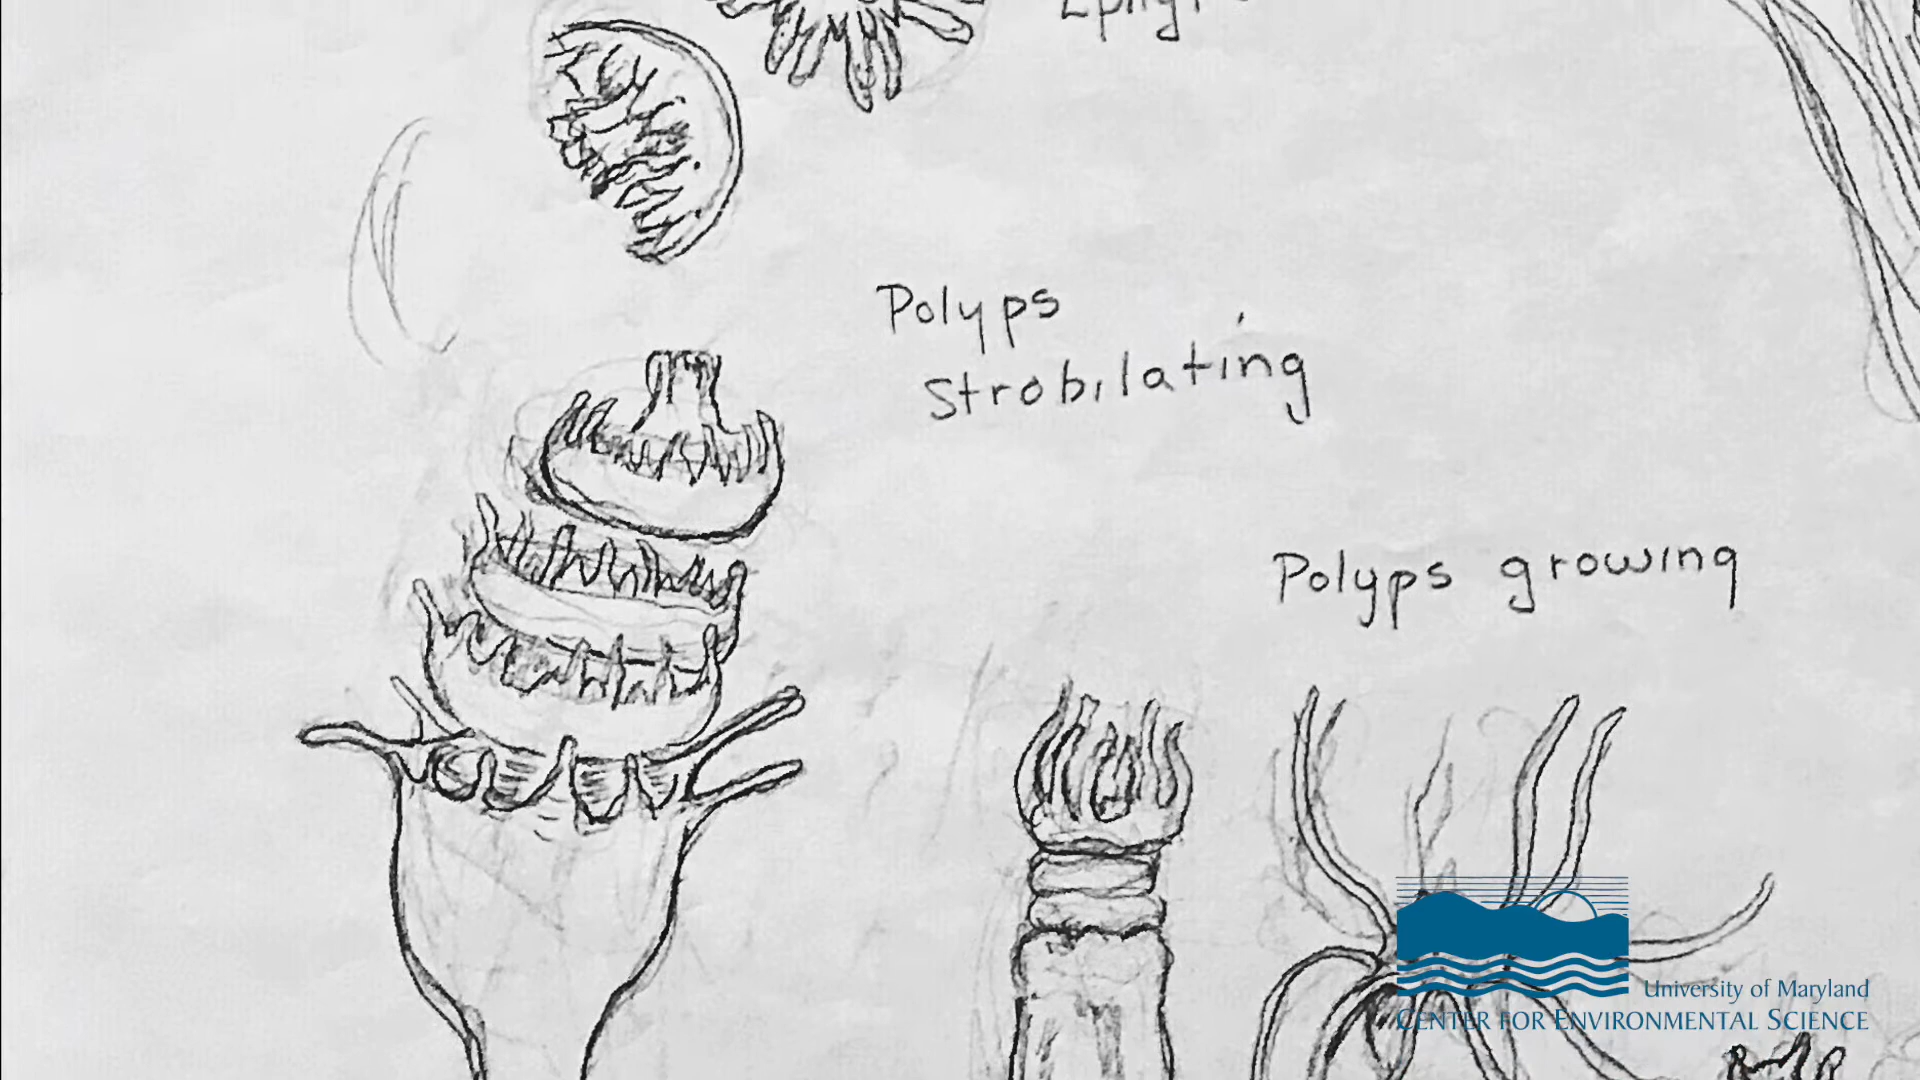 Polyps
Strobilating
Polyps growing
University of Maryland
CENTER FOR ENVIRONMENTAL SCIENCE